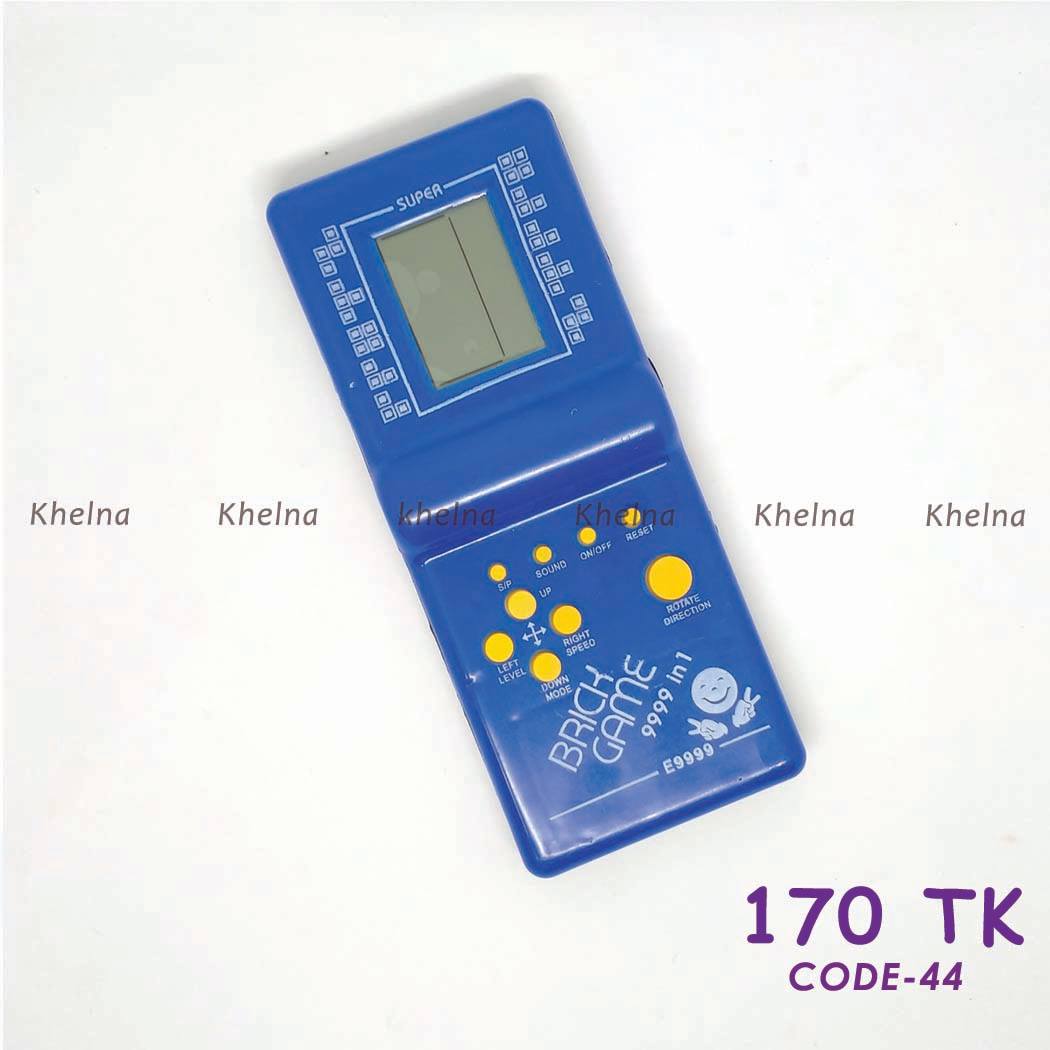 SUPER
Khelna Khelna khelna Khelna Khelna Khelna
S/P SOUND ON/OFF RESET
UP
LEFT
LEVEL
RIGHT
SPEED
DOWN
MODE
ROTATE
DIRECTION
BRICK
GAME
9999 in 1
E9999
170 TK
CODE-44